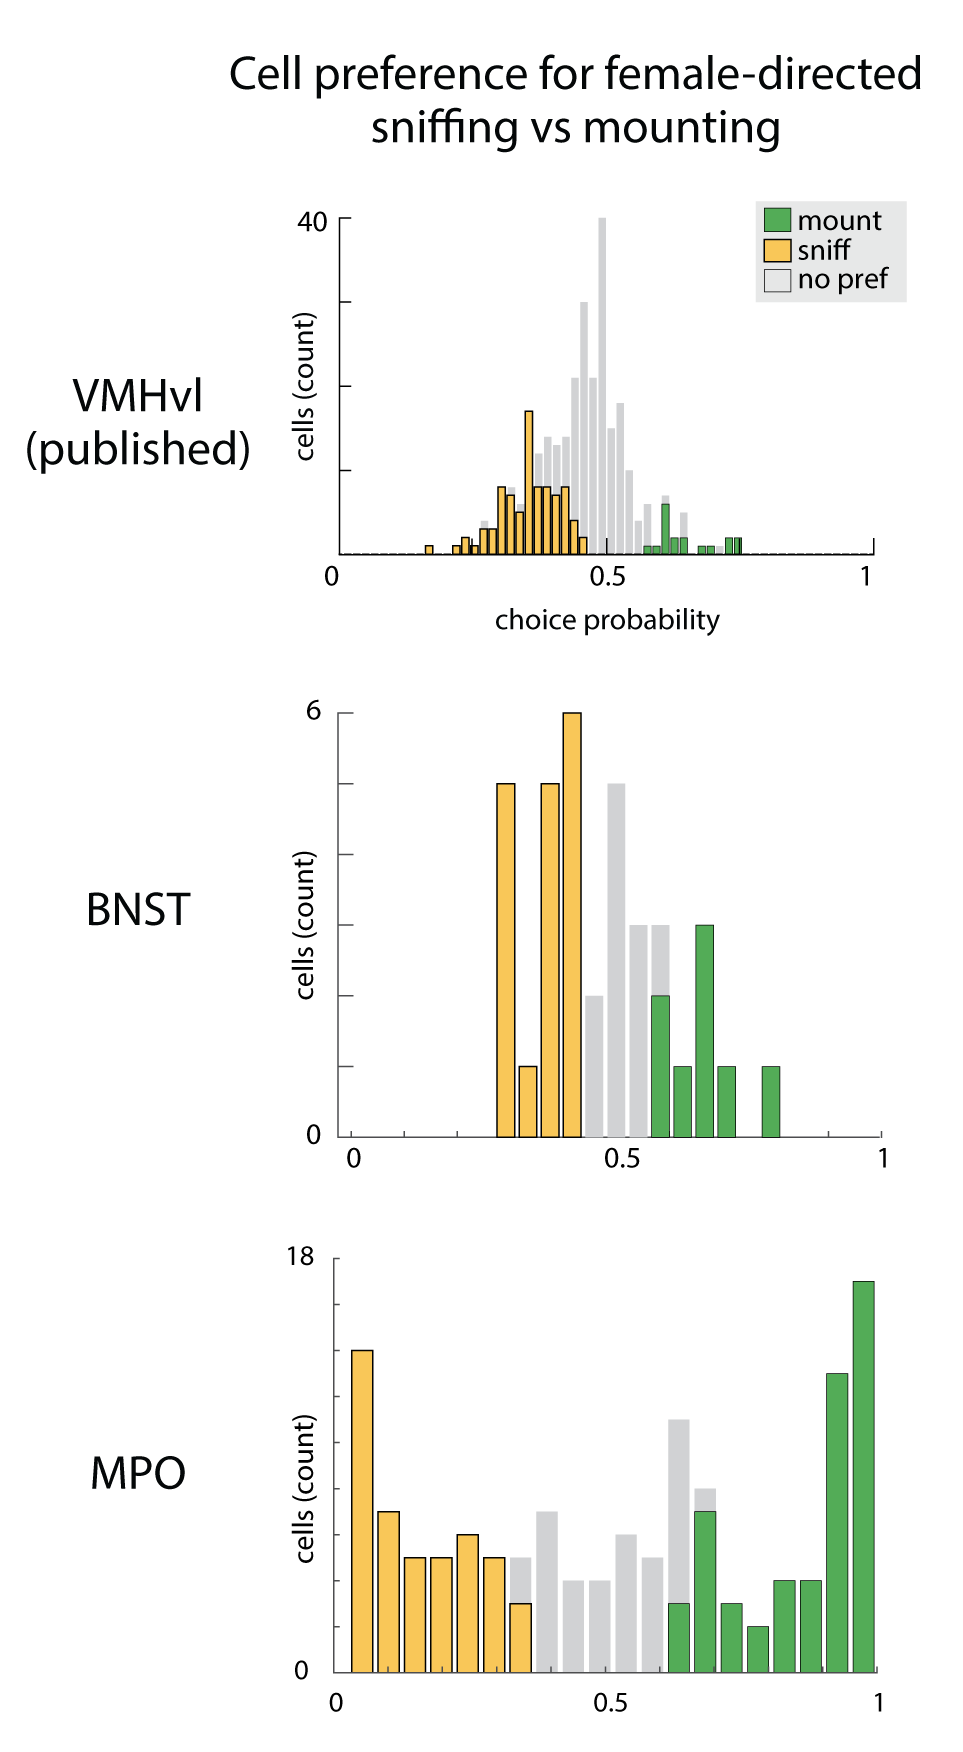 Cell preference for female-directed
sniffing vs mounting
40
mount
sniff
no pref
cells (count)
VMHvl
(published)
0
0.5
1
choice probability
6
cells (count)
BNST
0
0
0.5
1
18
cells (count)
MPO
0
0
0.5
1